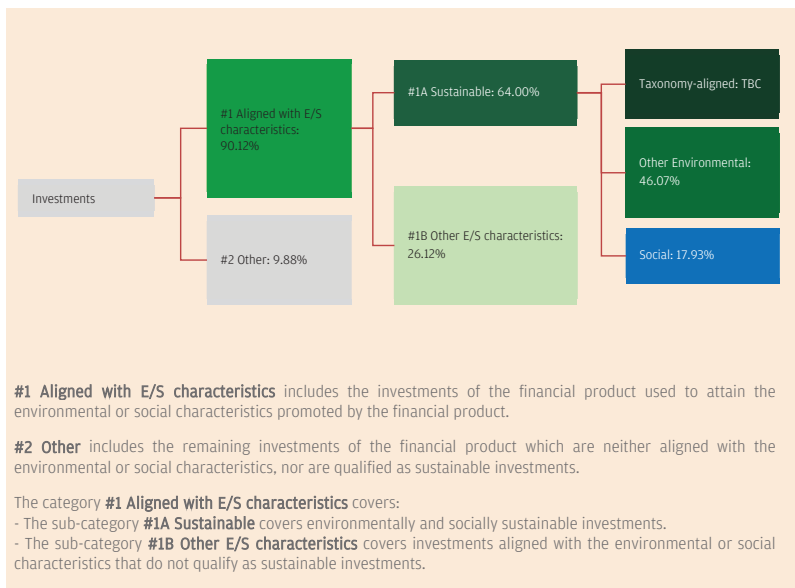 Investments
#1 Aligned with E/S
characteristics:
90.12%
#2 Other: 9.88%
#1A Sustainable: 64.00%
#1B Other E/S characteristics:
26.12%
Taxonomy-aligned: TBC
Other Environmental:
46.07%
Social: 17.93%
#1 Aligned with E/S characteristics includes the investments of the financial product used to attain the
environmental or social characteristics promoted by the financial product.
#2 Other includes the remaining investments of the financial product which are neither aligned with the
environmental or social characteristics, nor are qualified as sustainable investments.
The category #1 Aligned with E/S characteristics covers:
- The sub-category #1A Sustainable covers environmentally and socially sustainable investments.
- The sub-category #1B Other E/S characteristics covers investments aligned with the environmental or social
characteristics that do not qualify as sustainable investments.